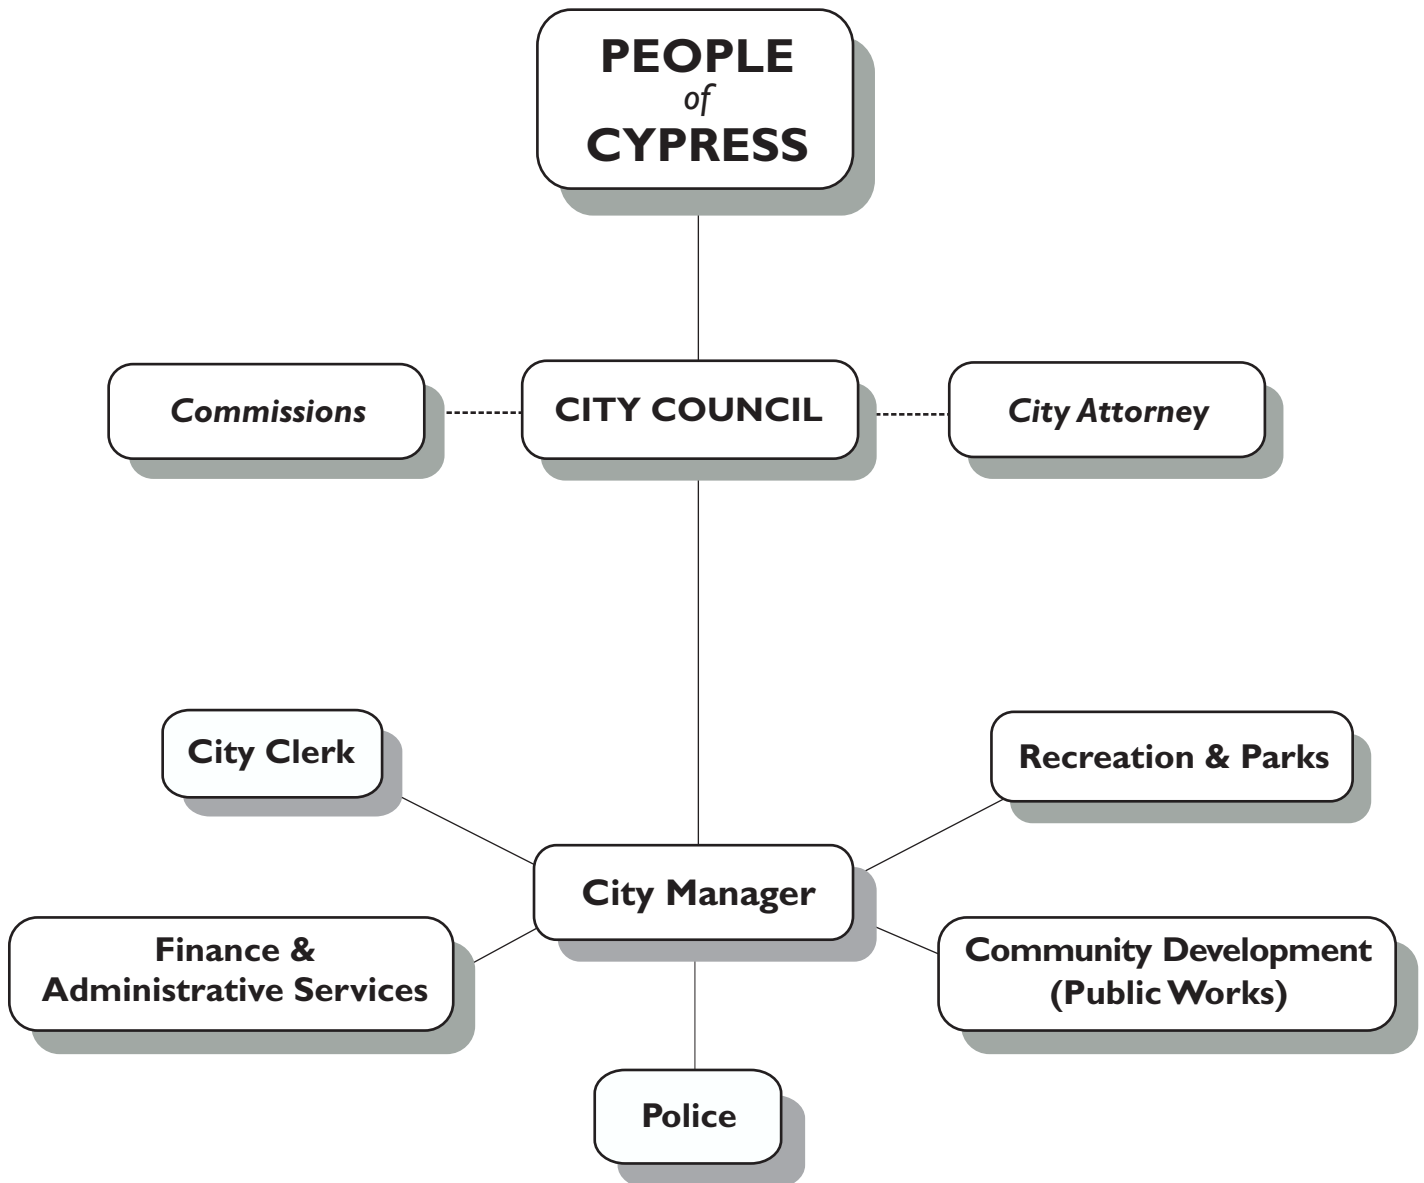 PEOPLE
of
CYPRESS
Commissions
CITY COUNCIL
City Attorney
City Clerk
Recreation & Parks
City Manager
Finance &
Administrative Services
Community Development
(Public Works)
Police